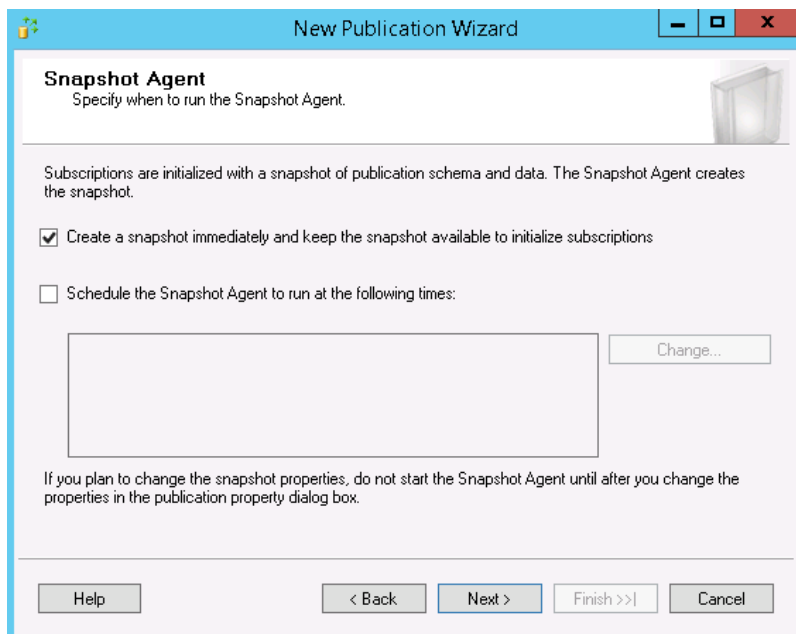 New Publication Wizard
Snapshot Agent
Specify when to run the Snapshot Agent.
Subscriptions are initialized with a snapshot of publication schema and data. The Snapshot Agent creates
the snapshot.
Create a snapshot immediately and keep the snapshot available to initialize subscriptions
Schedule the Snapshot Agent to run at the following times:
Change...
If you plan to change the snapshot properties, do not start the Snapshot Agent until after you change the
properties in the publication property dialog box.
Help
< Back
Next >
Finish >>|
Cancel